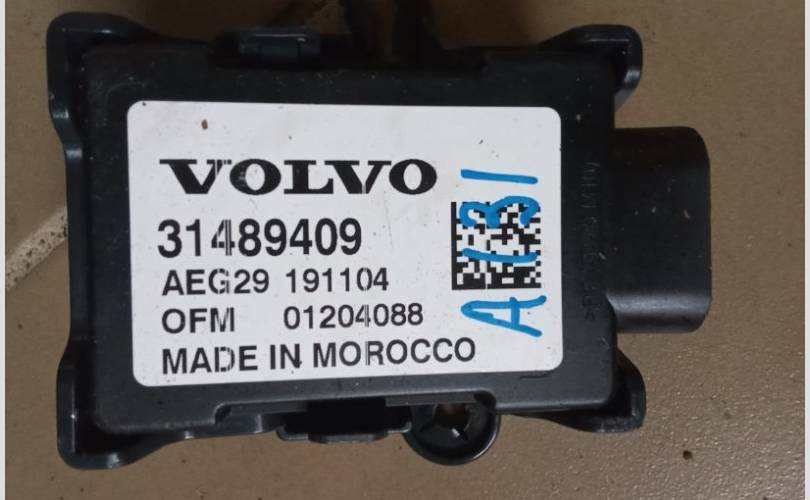 VOLVO
31489409
AEG29 191104
OFM 01204088
MADE IN MOROCCO
A131